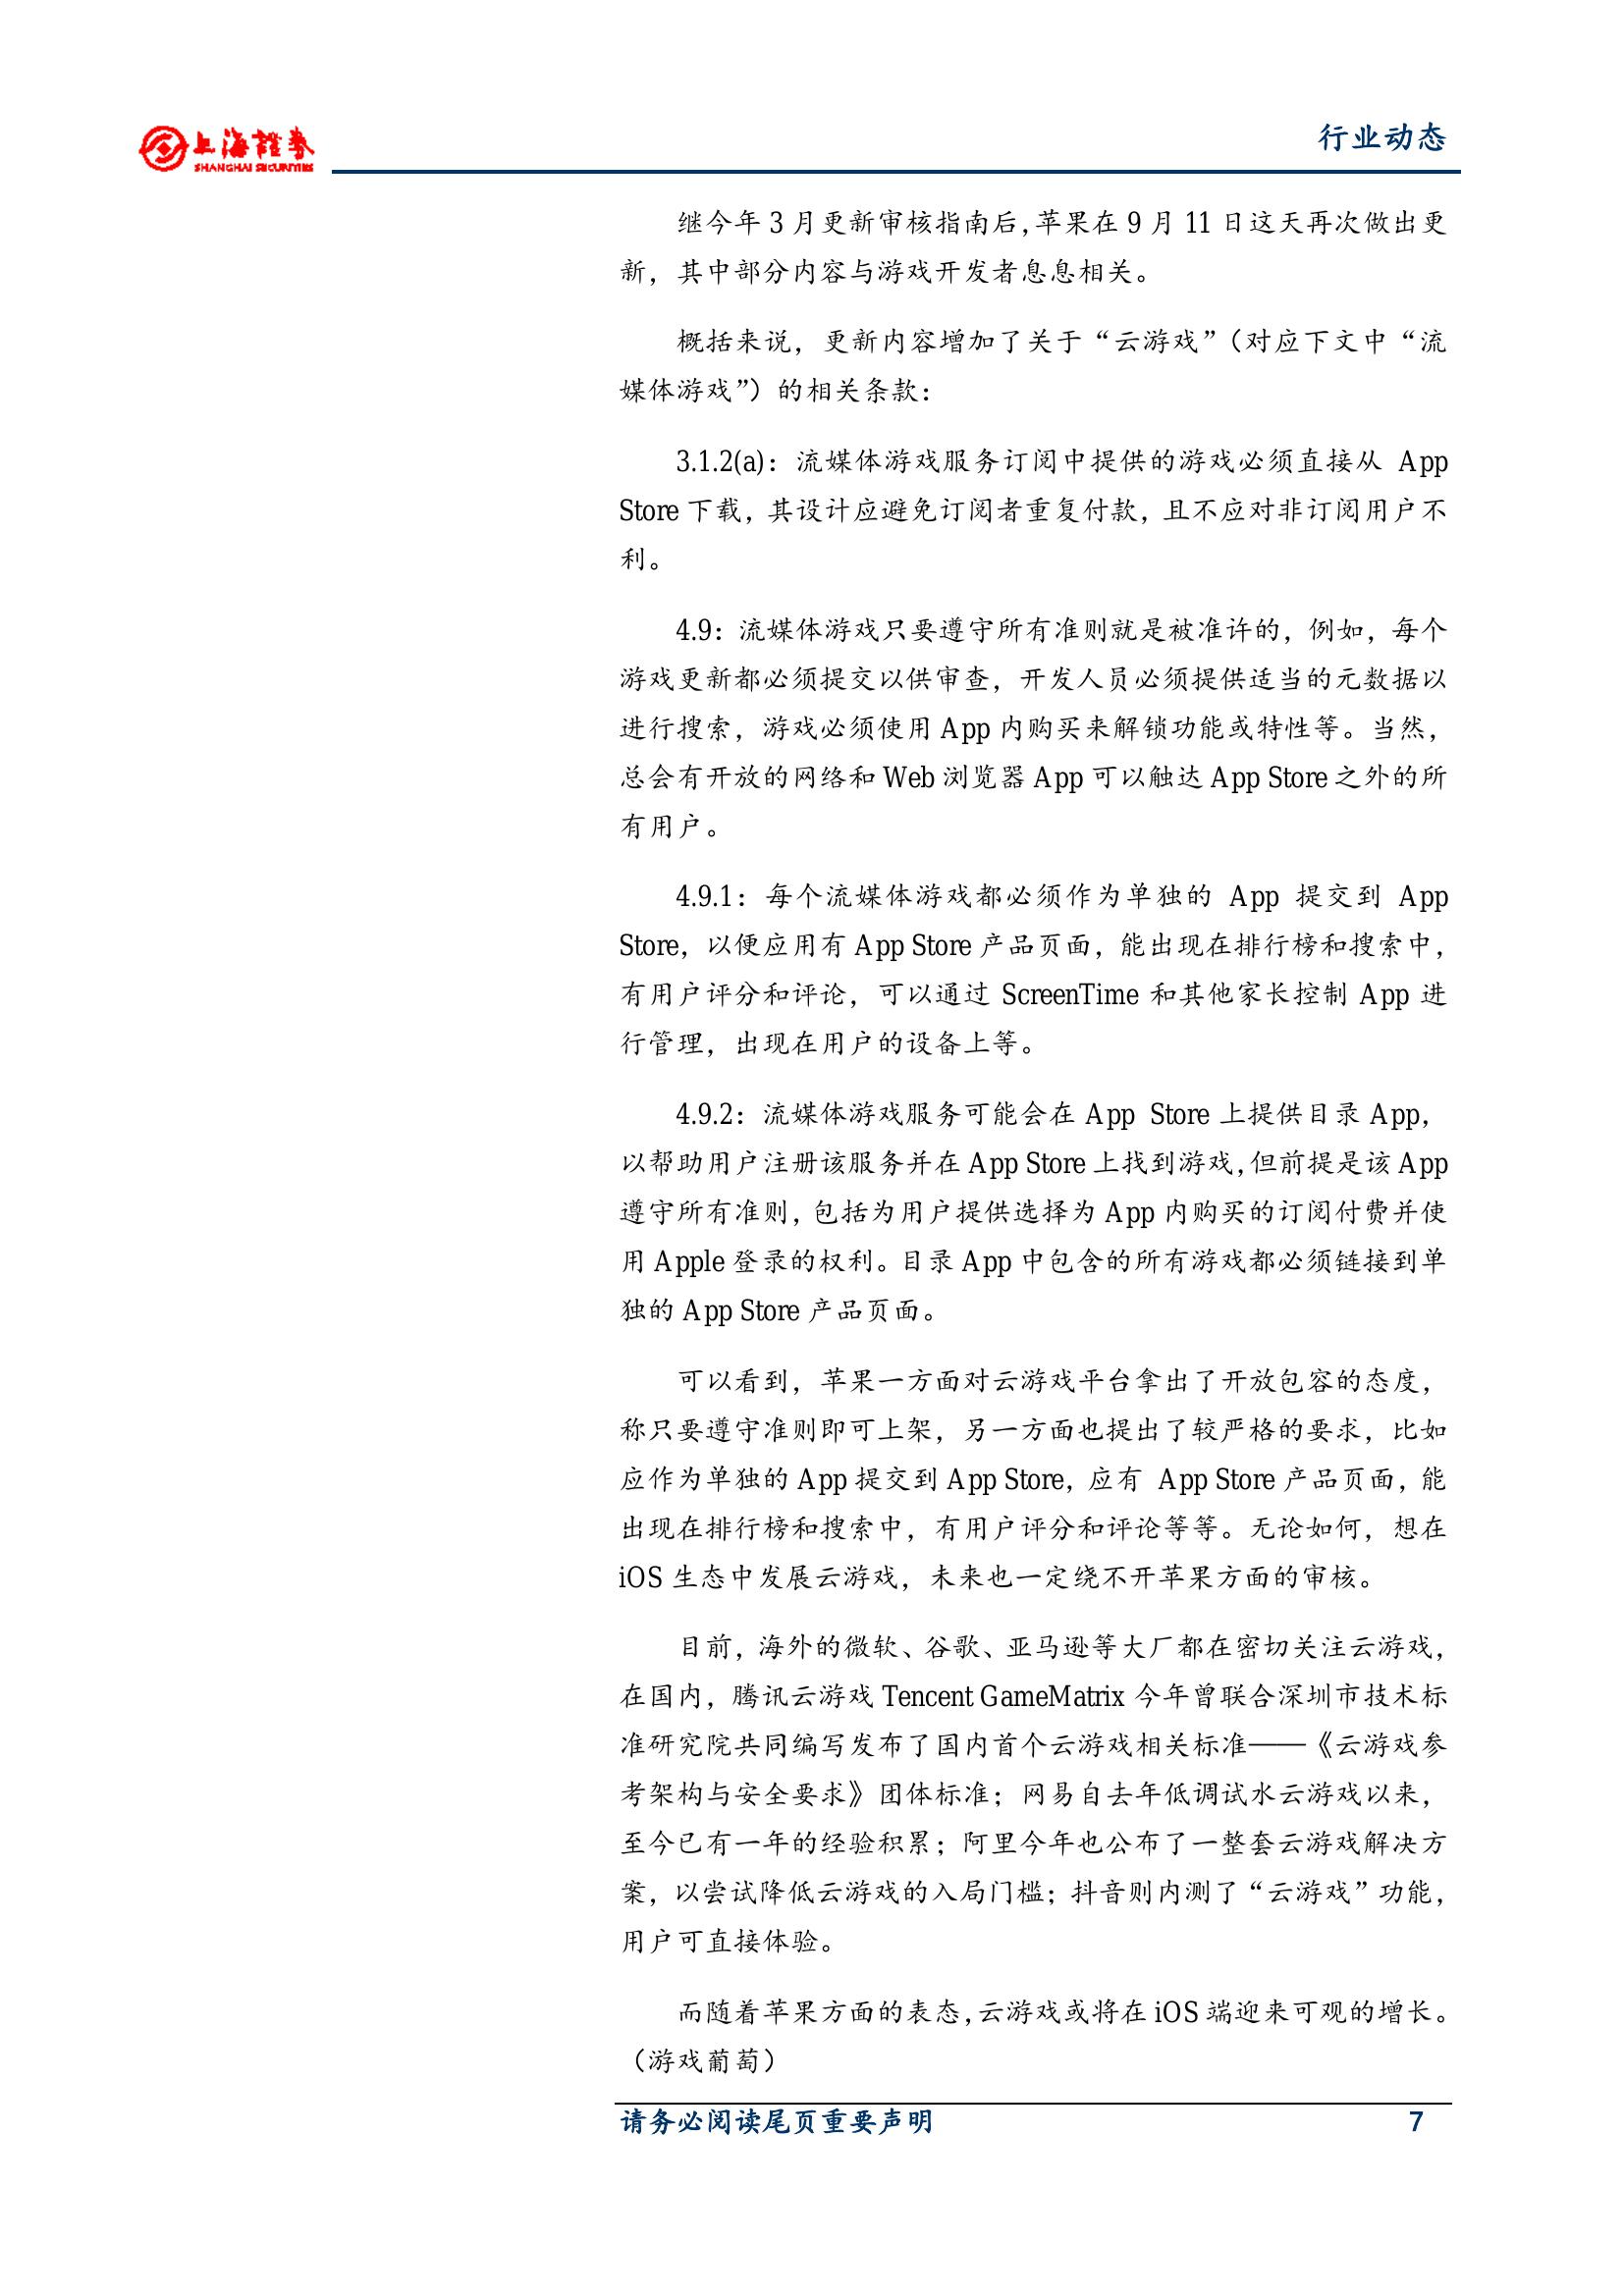 上海證券
SHANGHAI SECURITIES
行业动态
继今年 3 月更新审核指南后，苹果在 9 月 11 日这天再次做出更
新，其中部分内容与游戏开发者息息相关。
概括来说，更新内容增加了关于“云游戏”（对应下文中“流
媒体游戏”）的相关条款：
3.1.2(a)：流媒体游戏服务订阅中提供的游戏必须直接从 App
Store 下载，其设计应避免订阅者重复付款，且不应对非订阅用户不
利。
4.9：流媒体游戏只要遵守所有准则就是被准许的，例如，每个
游戏更新都必须提交以供审查，开发人员必须提供适当的元数据以
进行搜索，游戏必须使用 App 内购买来解锁功能或特性等。当然，
总会有开放的网络和 Web 浏览器 App 可以触达 App Store 之外的所
有用户。
4.9.1：每个流媒体游戏都必须作为单独的 App 提交到 App
Store，以便应用有 App Store 产品页面，能出现在排行榜和搜索中，
有用户评分和评论，可以通过 ScreenTime 和其他家长控制 App 进
行管理，出现在用户的设备上等。
4.9.2：流媒体游戏服务可能会在 App Store 上提供目录 App，
以帮助用户注册该服务并在 App Store 上找到游戏，但前提是该 App
遵守所有准则，包括为用户提供选择为 App 内购买的订阅付费并使
用 Apple 登录的权利。目录 App 中包含的所有游戏都必须链接到单
独的 App Store 产品页面。
可以看到，苹果一方面对云游戏平台拿出了开放包容的态度，
称只要遵守准则即可上架，另一方面也提出了较严格的要求，比如
应作为单独的 App 提交到 App Store，应有 App Store 产品页面，能
出现在排行榜和搜索中，有用户评分和评论等等。无论如何，想在
iOS 生态中发展云游戏，未来也一定绕不开苹果方面的审核。
目前，海外的微软、谷歌、亚马逊等大厂都在密切关注云游戏，
在国内，腾讯云游戏 Tencent GameMatrix 今年曾联合深圳市技术标
准研究院共同编写发布了国内首个云游戏相关标准——《云游戏参
考架构与安全要求》团体标准；网易自去年低调试水云游戏以来，
至今已有一年的经验积累；阿里今年也公布了一整套云游戏解决方
案，以尝试降低云游戏的入局门槛；抖音则内测了“云游戏”功能，
用户可直接体验。
而随着苹果方面的表态，云游戏或将在 iOS 端迎来可观的增长。
（游戏葡萄）
请务必阅读尾页重要声明 7